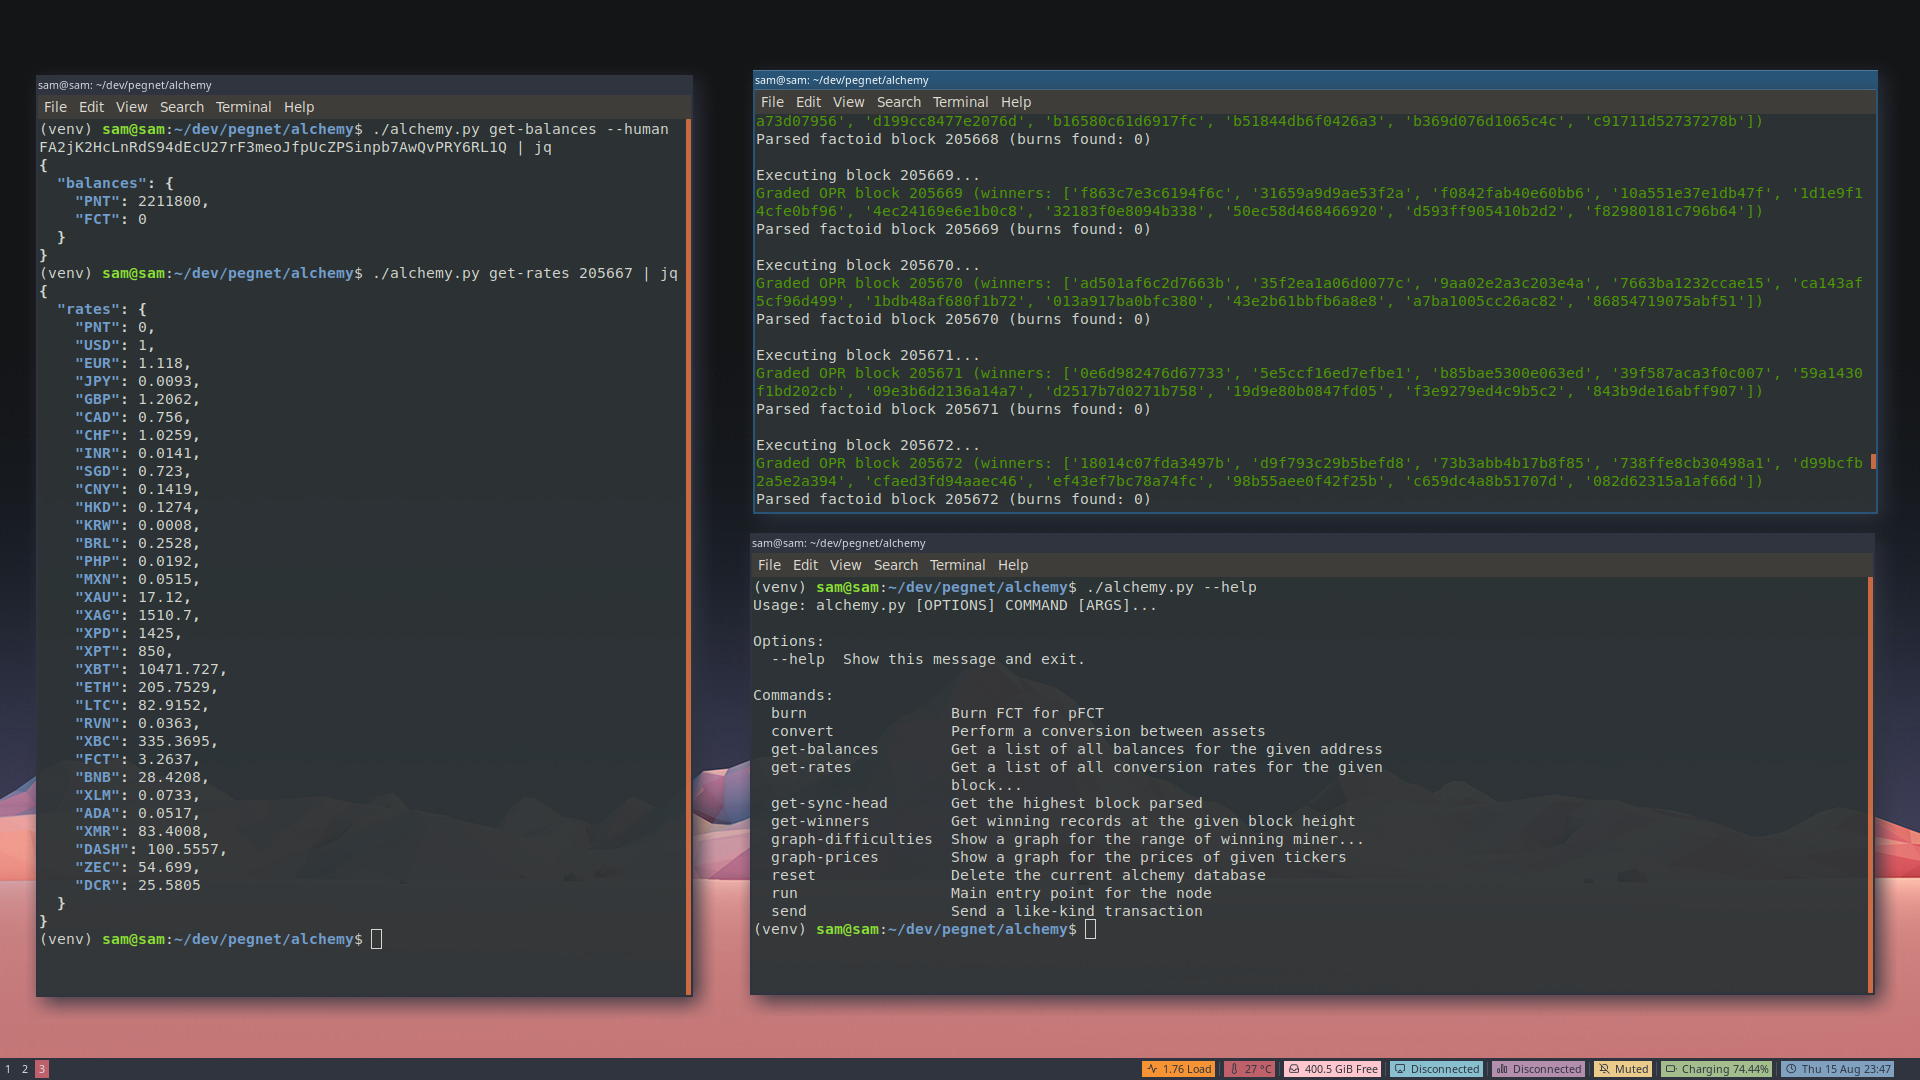 sam@sam: ~/dev/pegnet/alchemy
File Edit View Search Terminal Help
(venv) sam@sam:~/dev/pegnet/alchemy$ ./alchemy.py get-balances --human
FA2jK2HcLnRdS94dEcU27rF3meoJfpUcZPSinpb7AwQvPRY6RL1Q | jq
{
  "balances": {
    "PNT": 2211800,
    "FCT": 0
  }
}
(venv) sam@sam:~/dev/pegnet/alchemy$ ./alchemy.py get-rates 205667 | jq
{
  "rates": {
    "PNT": 0,
    "USD": 1,
    "EUR": 1.118,
    "JPY": 0.0093,
    "GBP": 1.2062,
    "CAD": 0.756,
    "CHF": 1.0259,
    "INR": 0.0141,
    "SGD": 0.723,
    "CNY": 0.1419,
    "HKD": 0.1274,
    "KRW": 0.0008,
    "BRL": 0.2528,
    "PHP": 0.0192,
    "MXN": 0.0515,
    "XAU": 17.12,
    "XAG": 1510.7,
    "XPD": 1425,
    "XPT": 850,
    "XBT": 10471.727,
    "ETH": 205.7529,
    "LTC": 82.9152,
    "RVN": 0.0363,
    "XBC": 335.3695,
    "FCT": 3.2637,
    "BNB": 28.4208,
    "XLM": 0.0733,
    "ADA": 0.0517,
    "XMR": 83.4008,
    "DASH": 100.5557,
    "ZEC": 54.699,
    "DCR": 25.5805
  }
}
(venv) sam@sam:~/dev/pegnet/alchemy$
sam@sam: ~/dev/pegnet/alchemy
File Edit View Search Terminal Help
a73d07956', 'd199cc8477e2076d', 'b16580c61d6917fc', 'b51844db6f0426a3', 'b369d076d1065c4c', 'c91711d52737278b'])
Parsed factoid block 205668 (burns found: 0)
Executing block 205669...
Graded OPR block 205669 (winners: ['f863c7e3c6194f6c', '31659a9d9ae53f2a', 'f0842fab40e60bb6', '10a551e37e1db47f', '1d1e9f1
4cfe0bf96', '4ec24169e6e1b0c8', '32183f0e8094b338', '50ec58d468466920', 'd593ff905410b2d2', 'f82980181c796b64'])
Parsed factoid block 205669 (burns found: 0)
Executing block 205670...
Graded OPR block 205670 (winners: ['ad501af6c2d7663b', '35f2ea1a06d0077c', '9aa02e2a3c203e4a', '7663ba1232ccae15', 'ca143af
5cf96d499', '1bdb48af680f1b72', '013a917ba0bfc380', '43e2b61bbfb6a8e8', 'a7ba1005cc26ac82', '86854719075abf51'])
Parsed factoid block 205670 (burns found: 0)
Executing block 205671...
Graded OPR block 205671 (winners: ['0e6d982476d67733', '5e5ccf16ed7efbe1', 'b85bae5300e063ed', '39f587aca3f0c007', '59a1430
f1bd202cb', '09e3b6d2136a14a7', 'd2517b7d0271b758', '19d9e80b0847fd05', 'f3e9279ed4c9b5c2', '843b9de16abff907'])
Parsed factoid block 205671 (burns found: 0)
Executing block 205672...
Graded OPR block 205672 (winners: ['18014c07fda3497b', 'd9f793c29b5befd8', '73b3abb4b17b8f85', '738ffe8cb30498a1', 'd99bcfb
2a5e2a394', 'cfaed3fd94aaec46', 'ef43ef7bc78a74fc', '98b55aee0f42f25b', 'c659dc4a8b51707d', '082d62315a1af66d'])
Parsed factoid block 205672 (burns found: 0)
sam@sam: ~/dev/pegnet/alchemy
File Edit View Search Terminal Help
(venv) sam@sam:~/dev/pegnet/alchemy$ ./alchemy.py --help
Usage: alchemy.py [OPTIONS] COMMAND [ARGS]...
Options:
  --help  Show this message and exit.
Commands:
  burn                Burn FCT for pFCT
  convert             Perform a conversion between assets
  get-balances        Get a list of all balances for the given address
  get-rates           Get a list of all conversion rates for the given
                      block...
  get-sync-head       Get the highest block parsed
  get-winners         Get winning records at the given block height
  graph-difficulties  Show a graph for the range of winning miner...
  graph-prices        Show a graph for the prices of given tickers
  reset               Delete the current alchemy database
  run                 Main entry point for the node
  send                Send a like-kind transaction
(venv) sam@sam:~/dev/pegnet/alchemy$
1 2 3 1.76 Load 27 °C 400.5 GiB Free Disconnected Disconnected Muted Charging 74.44% Thu 15 Aug 23:47